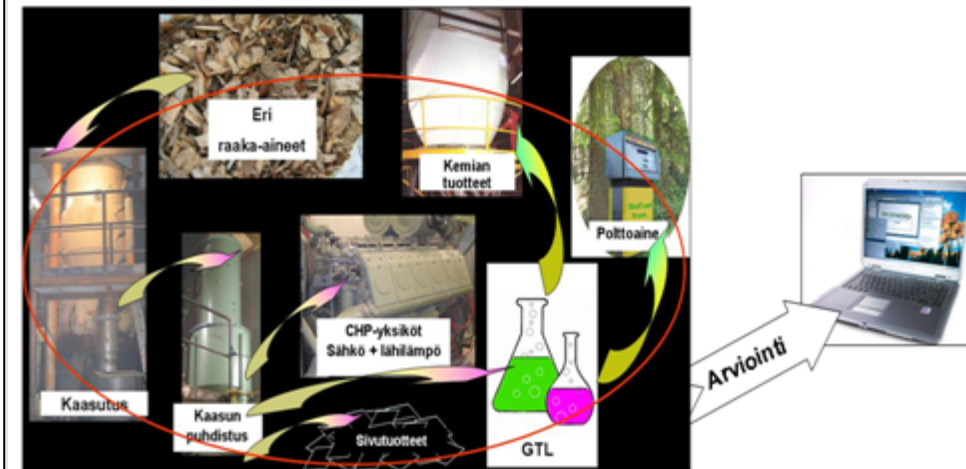 Eri
raaka-aineet
Kemian
tuotteet
Polttoaine
CHP-yksiköt
Sähkö + lähilämpö
Kaasutus
Kaasun
puhdistus
Sivutuotteet
GTL
Arviointi